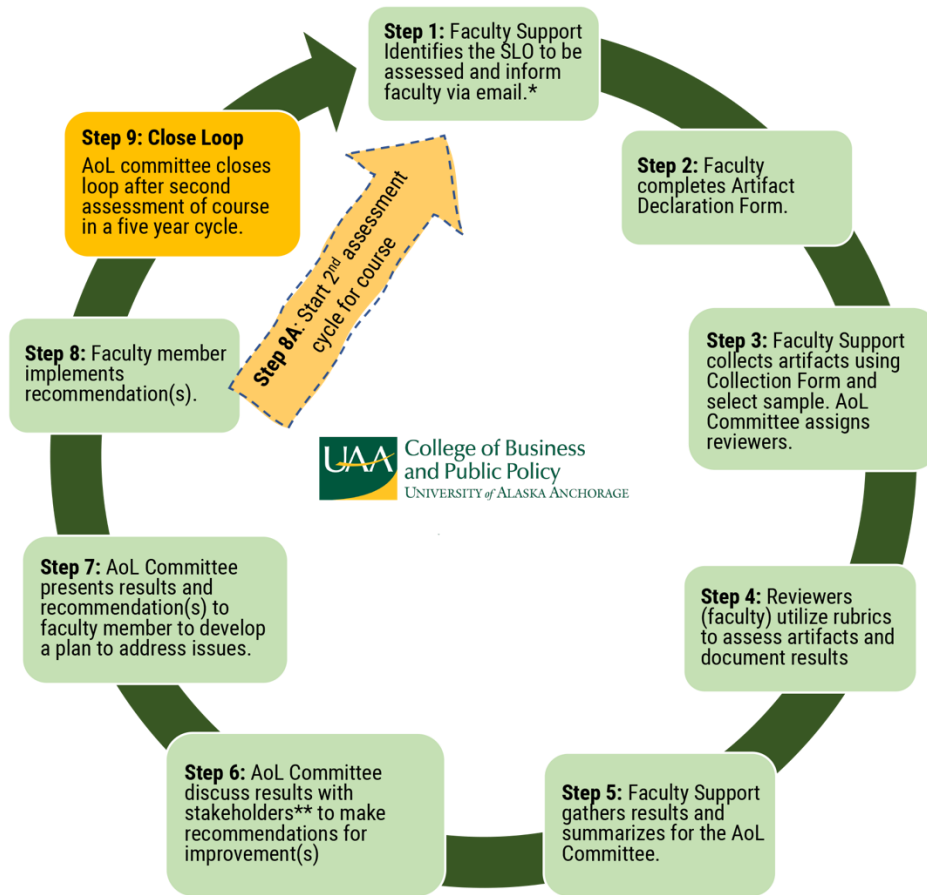 Step 1: Faculty Support
Identifies the SLO to be
assessed and inform
faculty via email.*
Step 2: Faculty
completes Artifact
Declaration Form.
Step 3: Faculty Support
collects artifacts using
Collection Form and
select sample. AoL
Committee assigns
reviewers.
Step 4: Reviewers
(faculty) utilize rubrics
to assess artifacts and
document results
Step 5: Faculty Support
gathers results and
summarizes for the AoL
Committee.
Step 6: AoL Committee
discuss results with
stakeholders** to make
recommendations for
improvement(s)
Step 7: AoL Committee
presents results and
recommendation(s) to
faculty member to develop
a plan to address issues.
Step 8: Faculty member
implements
recommendation(s).
Step 8A: Start 2nd assessment
cycle for course
Step 9: Close Loop
AoL committee closes
loop after second
assessment of course
in a five year cycle.
UAA
College of Business
and Public Policy
UNIVERSITY of ALASKA ANCHORAGE